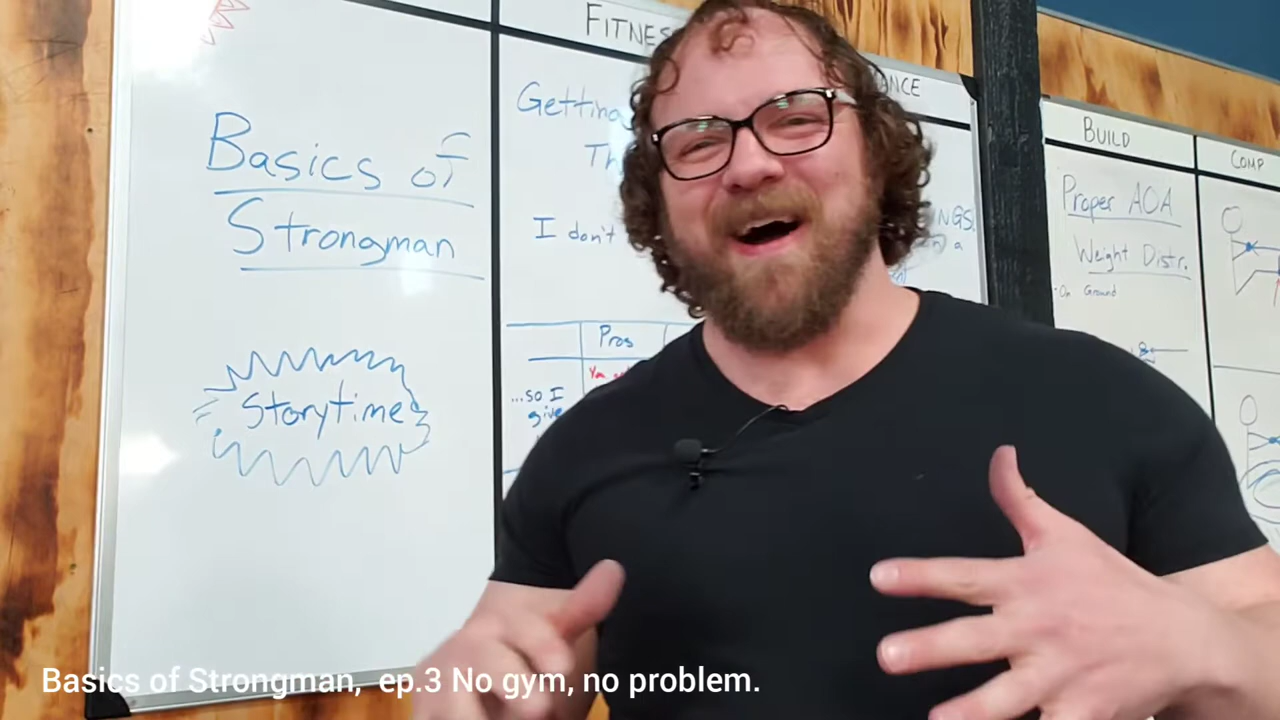 Basics of
Strongman
Storytime
FITNES
Getting
Th
I don't
Pros
...so I
give
ANCE
NGS.
a
BUILD
Proper AOA
Weight Distr.
On Ground
COMP
Basics of Strongman, ep.3 No gym, no problem.